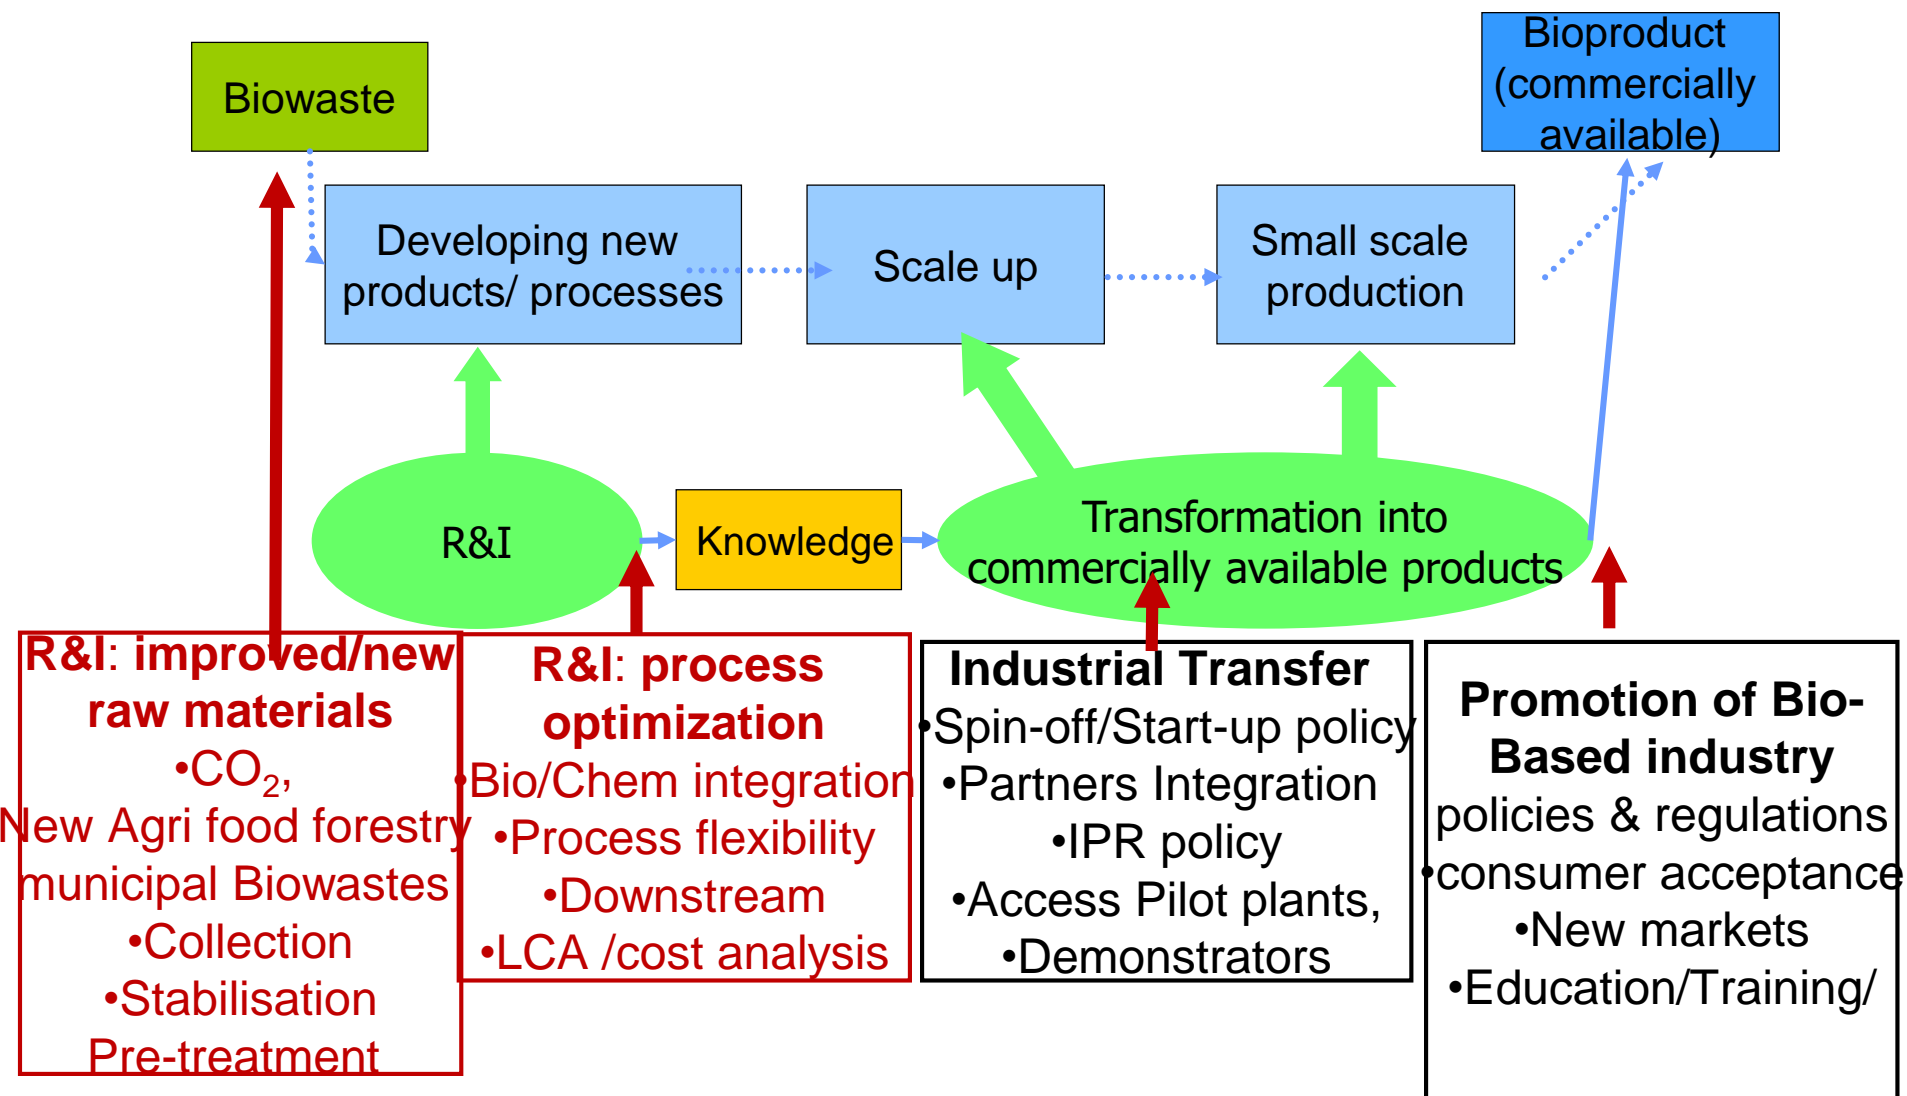 Biowaste
Bioproduct
(commercially
available)
Developing new
products/ processes
Scale up
Small scale
production
R&I
Knowledge
Transformation into
commercially available products
R&I: improved/new
raw materials
•CO₂,
New Agri food forestry
municipal Biowastes
•Collection
•Stabilisation
Pre-treatment
R&I: process
optimization
•Bio/Chem integration
•Process flexibility
•Downstream
•LCA /cost analysis
Industrial Transfer
•Spin-off/Start-up policy
•Partners Integration
•IPR policy
•Access Pilot plants,
•Demonstrators
Promotion of Bio-
Based industry
policies & regulations
•consumer acceptance
•New markets
•Education/Training/